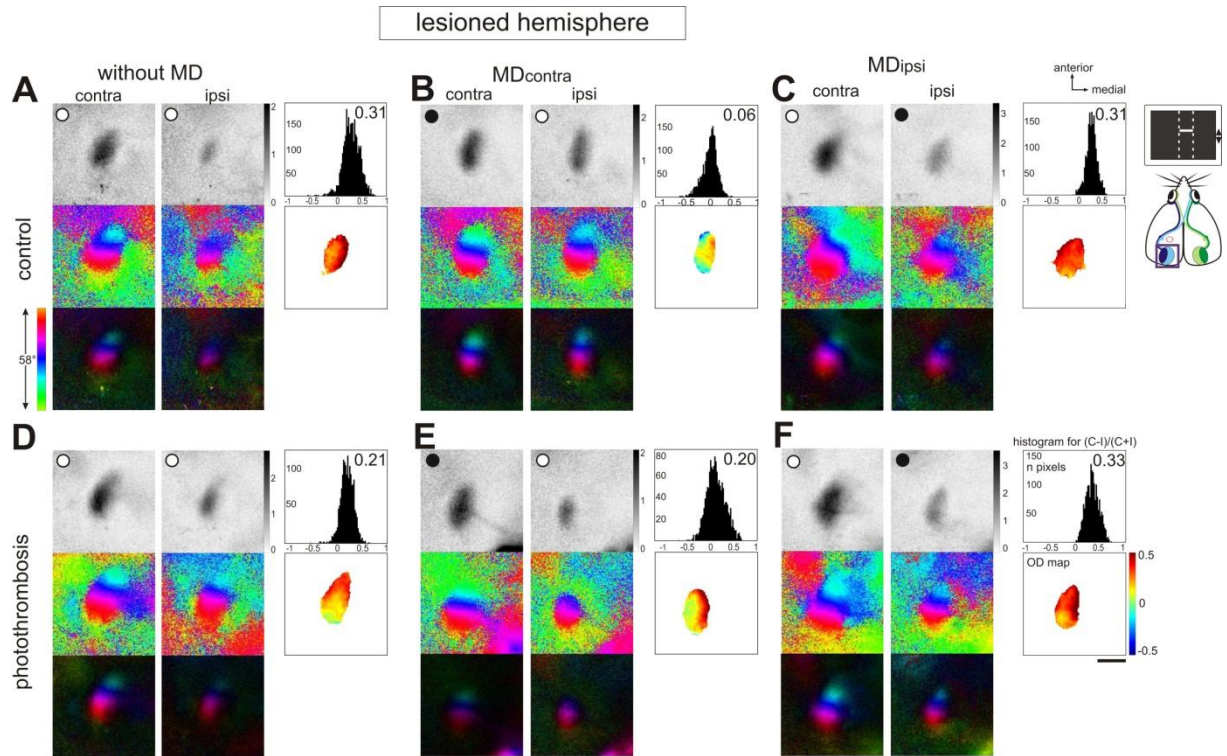 lesioned hemisphere
without MD
MDcontra
MDipsi
anterior
medial
A
contra
ipsi
2
1
0
0.31
150
100
50
-1 -0.5 0 0.5 1
B
contra
ipsi
2
1
0
0.06
200
150
100
50
-1 -0.5 0 0.5 1
C
contra
ipsi
3
2
1
0
0.31
150
100
50
-1 -0.5 0 0.5 1
control
58°
D
2
1
0
0.21
100
50
-1 -0.5 0 0.5 1
E
2
1
0
0.20
80
60
40
20
-1 -0.5 0 0.5 1
F
3
2
1
0
histogram for (C-I)/(C+I)
150
n pixels
0.33
100
50
-1 -0.5 0 0.5 1
OD map
0.5
0
-0.5
photothrombosis